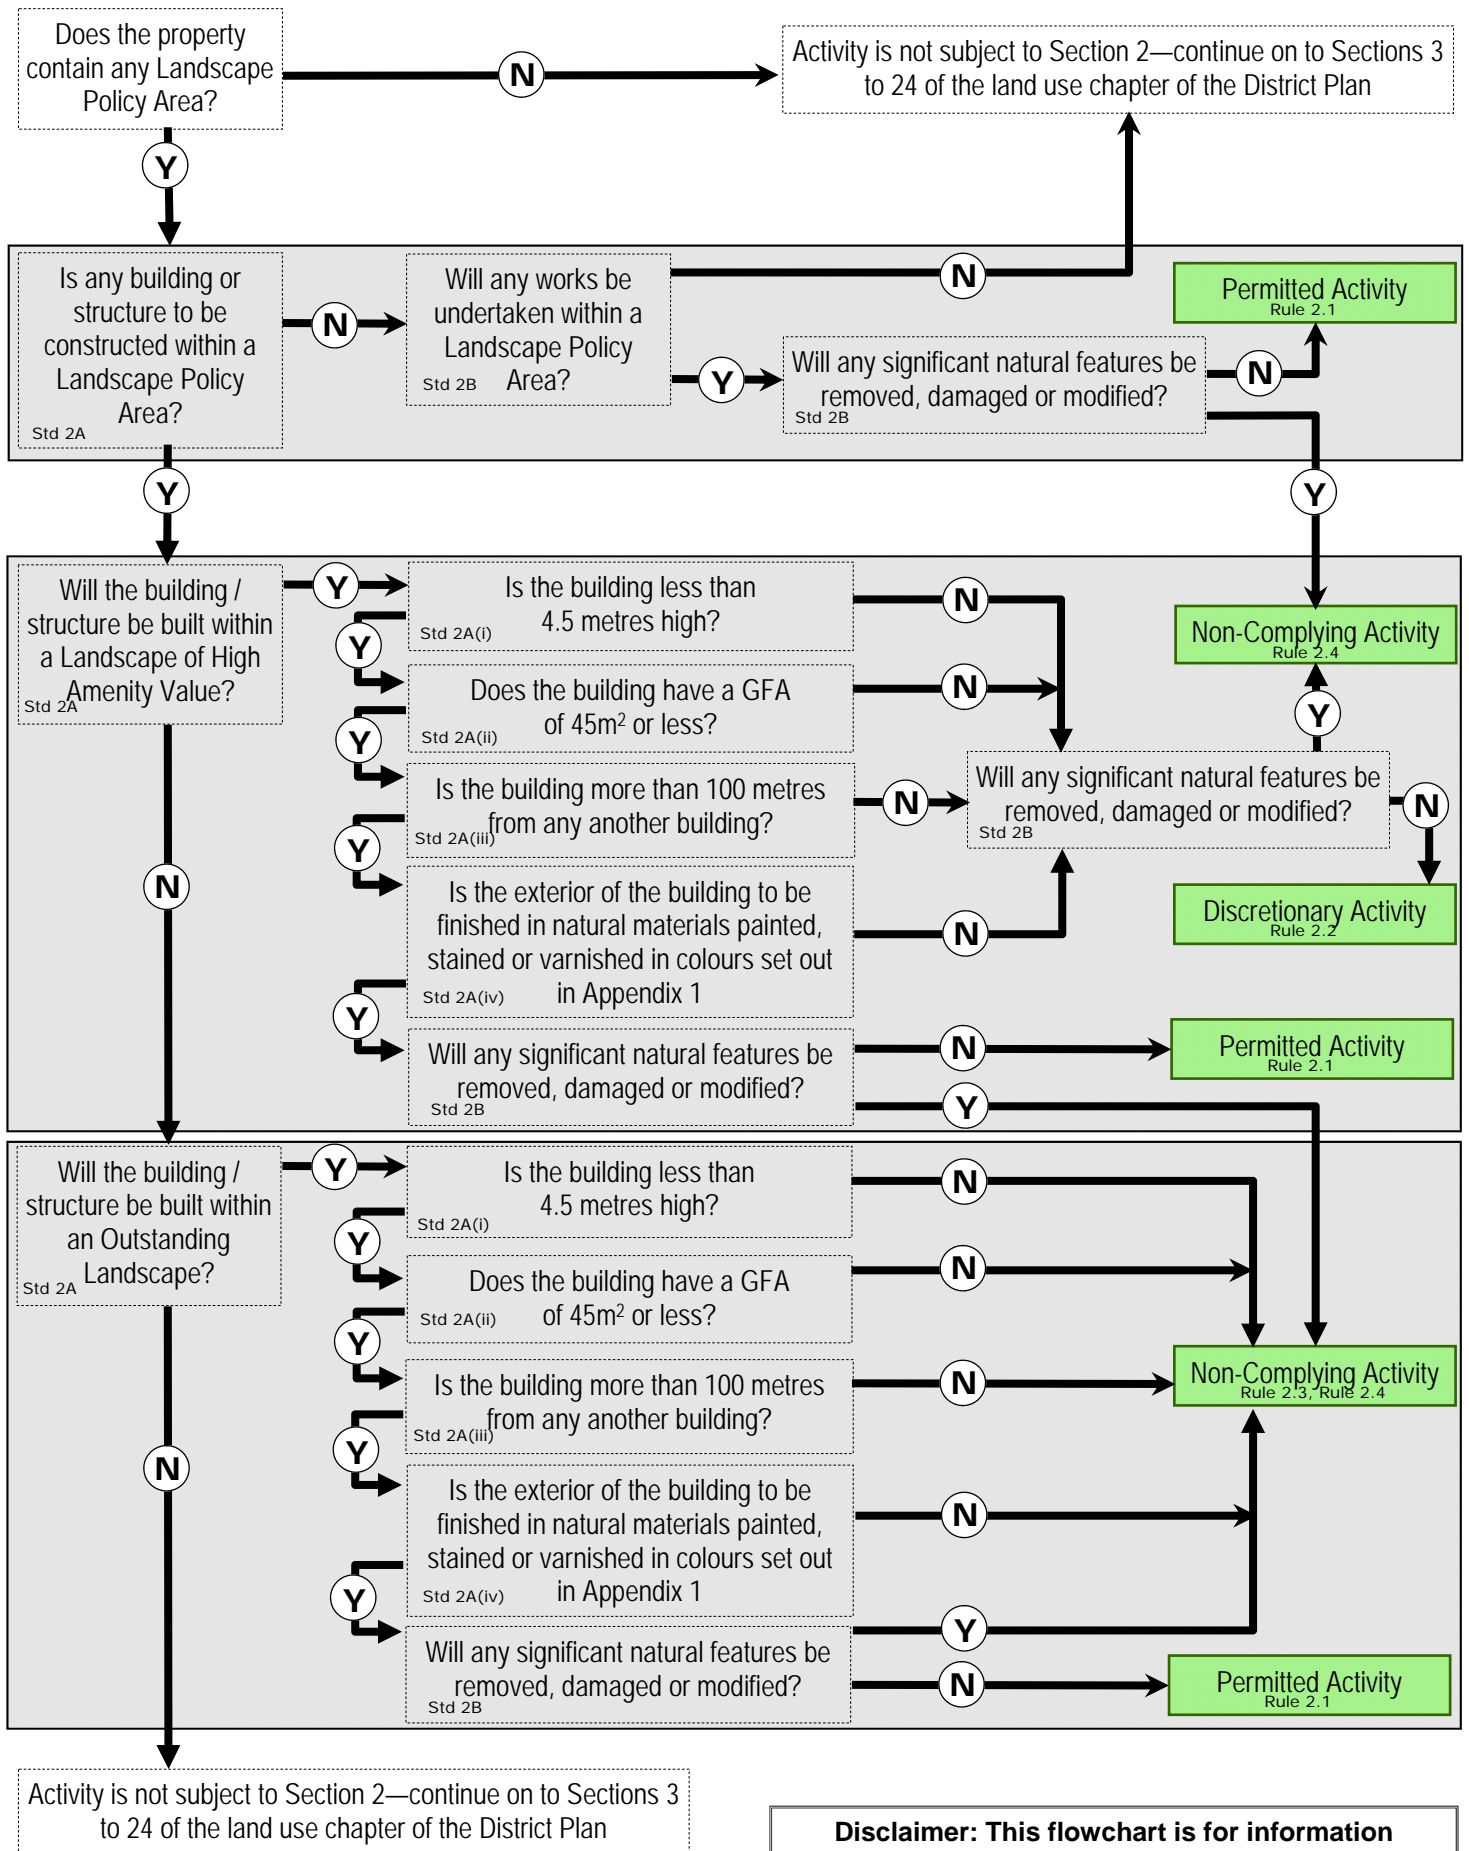 Does the property
contain any Landscape
Policy Area?
N
Activity is not subject to Section 2—continue on to Sections 3
to 24 of the land use chapter of the District Plan
Y
Is any building or
structure to be
constructed within a
Landscape Policy
Area?
Std 2A
N
Will any works be
undertaken within a
Landscape Policy
Area?
Std 2B
N
Y
Will any significant natural features be
removed, damaged or modified?
Std 2B
N
Permitted Activity
Rule 2.1
Y
Y
Will the building /
structure be built within
a Landscape of High
Amenity Value?
Std 2A
Y
Is the building less than
4.5 metres high?
Std 2A(i)
N
Y
Does the building have a GFA
of 45m² or less?
Std 2A(ii)
N
Y
Is the building more than 100 metres
from any another building?
Std 2A(iii)
N
Y
Is the exterior of the building to be
finished in natural materials painted,
stained or varnished in colours set out
in Appendix 1
Std 2A(iv)
N
Y
Will any significant natural features be
removed, damaged or modified?
Std 2B
N
Permitted Activity
Rule 2.1
Y
Non-Complying Activity
Rule 2.4
Y
Will any significant natural features be
removed, damaged or modified?
Std 2B
N
Discretionary Activity
Rule 2.2
N
Will the building /
structure be built within
an Outstanding
Landscape?
Std 2A
Y
Is the building less than
4.5 metres high?
Std 2A(i)
N
Y
Does the building have a GFA
of 45m² or less?
Std 2A(ii)
N
Y
Is the building more than 100 metres
from any another building?
Std 2A(iii)
N
Non-Complying Activity
Rule 2.3, Rule 2.4
Y
Is the exterior of the building to be
finished in natural materials painted,
stained or varnished in colours set out
in Appendix 1
Std 2A(iv)
N
Y
Will any significant natural features be
removed, damaged or modified?
Std 2B
Y
N
Permitted Activity
Rule 2.1
N
Activity is not subject to Section 2—continue on to Sections 3
to 24 of the land use chapter of the District Plan
Disclaimer: This flowchart is for information